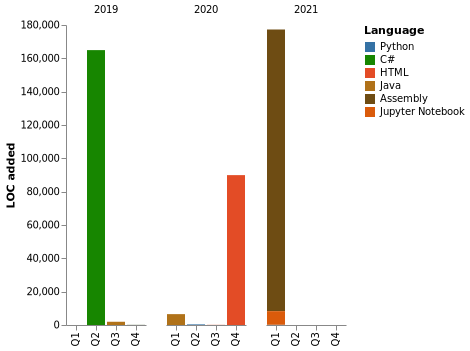 2019 2020 2021
180,000
160,000
140,000
120,000
100,000
80,000
60,000
40,000
20,000
0
LOC added
Q1 Q2 Q3 Q4 Q1 Q2 Q3 Q4 Q1 Q2 Q3 Q4
Language
Python
C#
HTML
Java
Assembly
Jupyter Notebook